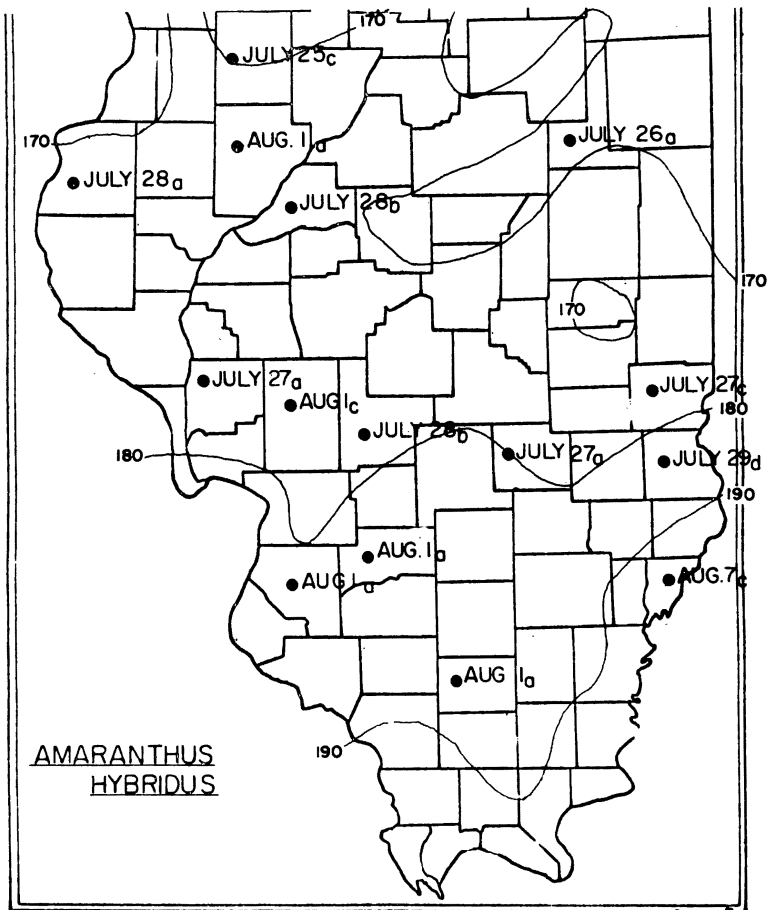 170
JULY 25c
170
AUG. 11a
JULY 26a
JULY 28a
JULY 28b
170
170
JULY 27a
AUG 1c
JULY 27c
180
JULY 28b
180
JULY 27a
JULY 29d
190
AUG. 1a
AUG. 1a
AUG. 7c
AUG 1a
190
AMARANTHUS
HYBRIDUS